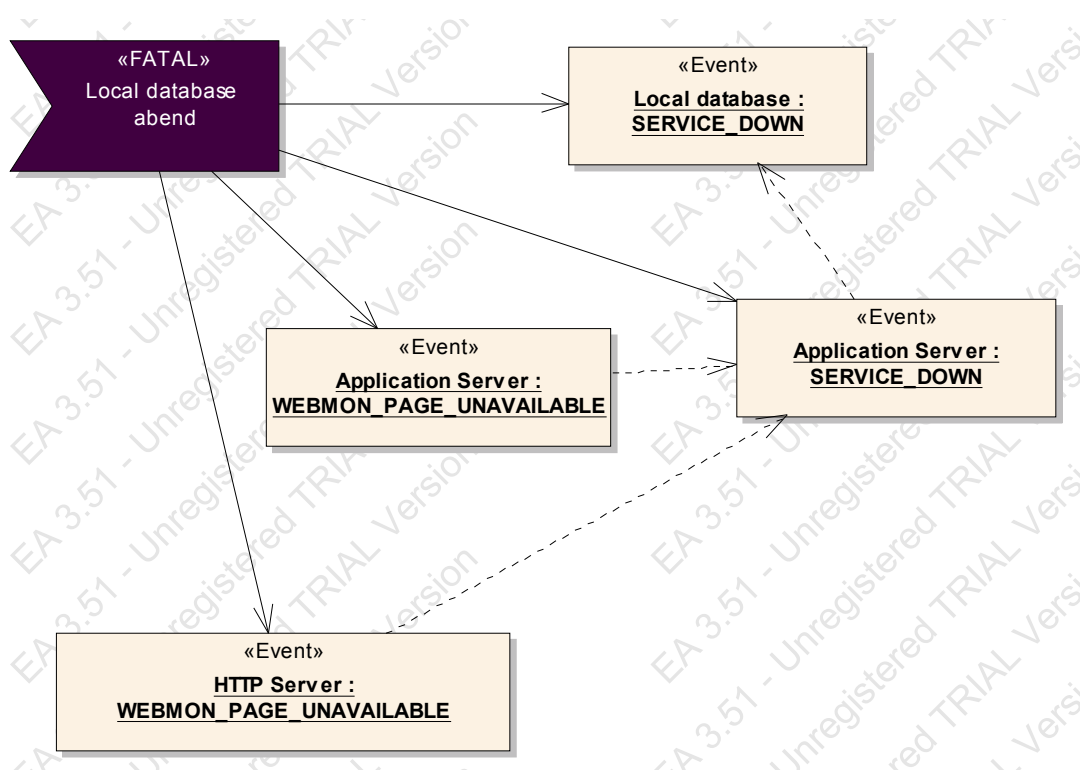 «FATAL»
Local database
abend
«Event»
Local database :
SERVICE_DOWN
«Event»
Application Server :
SERVICE_DOWN
«Event»
Application Server :
WEBMON_PAGE_UNAVAILABLE
«Event»
HTTP Server :
WEBMON_PAGE_UNAVAILABLE
EA 3.51 - Unregistered TRIAL Version